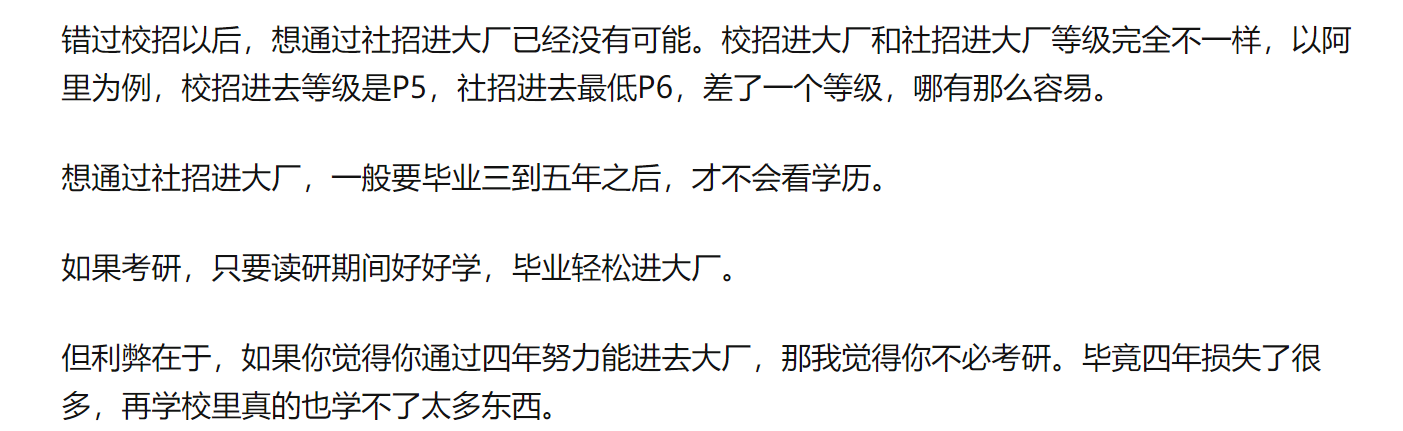 错过校招以后，想通过社招进大厂已经没有可能。校招进大厂和社招进大厂等级完全不一样，以阿
里为例，校招进去等级是P5，社招进去最低P6，差了一个等级，哪有那么容易。
想通过社招进大厂，一般要毕业三到五年之后，才不会看学历。
如果考研，只要读研期间好好学，毕业轻松进大厂。
但利弊在于，如果你觉得你通过四年努力能进去大厂，那我觉得你不必考研。毕竟四年损失了很
多，再学校里真的也学不了太多东西。